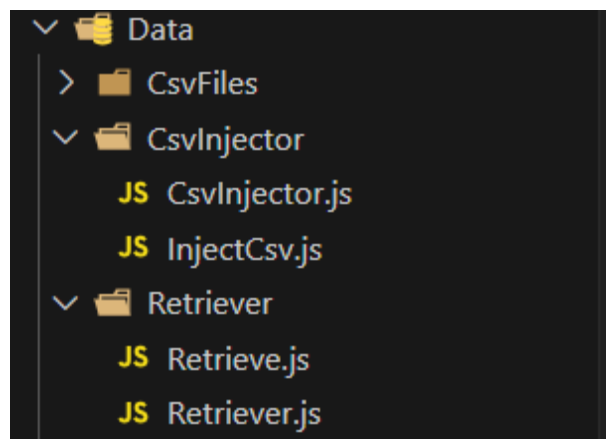 Data
CsvFiles
CsvInjector
JS CsvInjector.js
JS InjectCsv.js
Retriever
JS Retrieve.js
JS Retriever.js